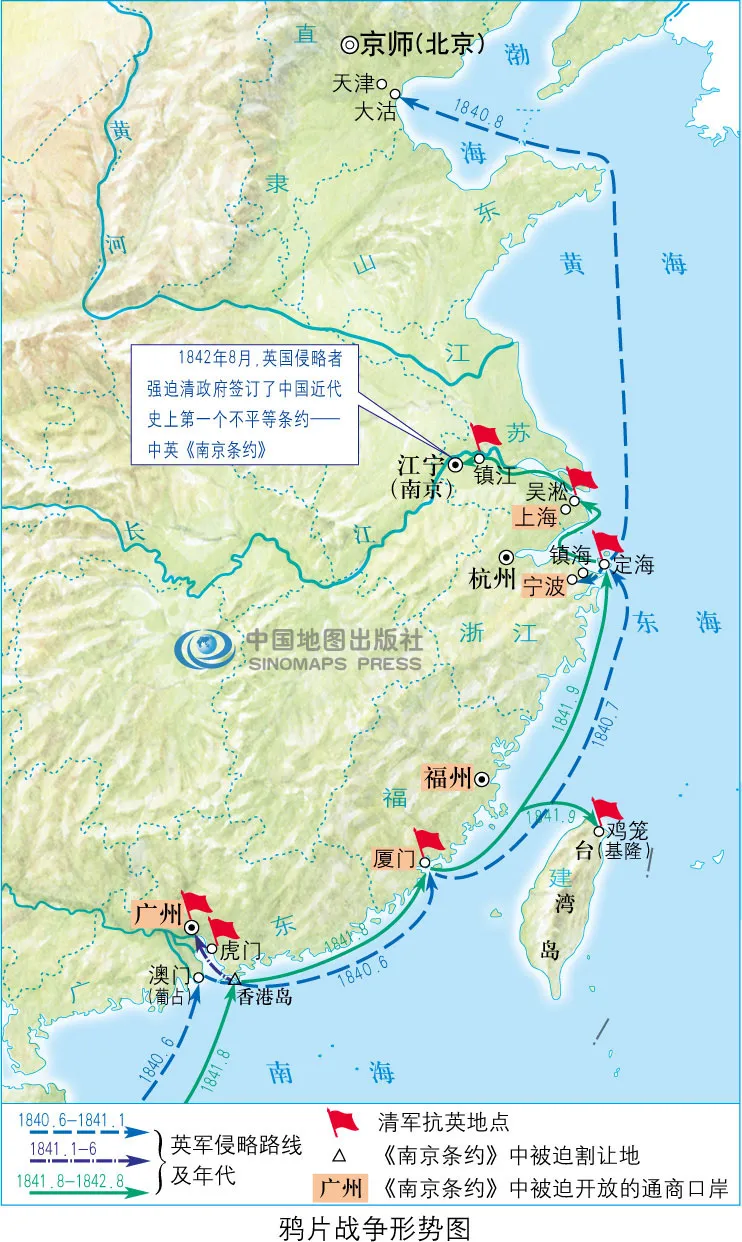 直
隶
京师(北京)
天津
大沽
渤
海
1840.8
黄
河
山
东
黄 海
江
苏
1842年8月,英国侵略者
强迫清政府签订了中国近代
史上第一个不平等条约——
中英《南京条约》
江宁
(南京)
镇江
吴淞
上海
长
江
杭州
镇海
宁波
定海
东 海
浙 江
中国地图出版社
SINOMAPS PRESS
1841.9
1840.7
福州
福
建
1841.9
鸡笼
(基隆)
台
湾
岛
厦门
广州
虎门
东
广
澳门
(葡占)
香港岛
1841.8
1840.6
1840.6
1841.8
南 海
1840.6-1841.1
1841.1-6
1841.8-1842.8
英军侵略路线
及年代
清军抗英地点
《南京条约》中被迫割让地
广州 《南京条约》中被迫开放的通商口岸
鸦片战争形势图